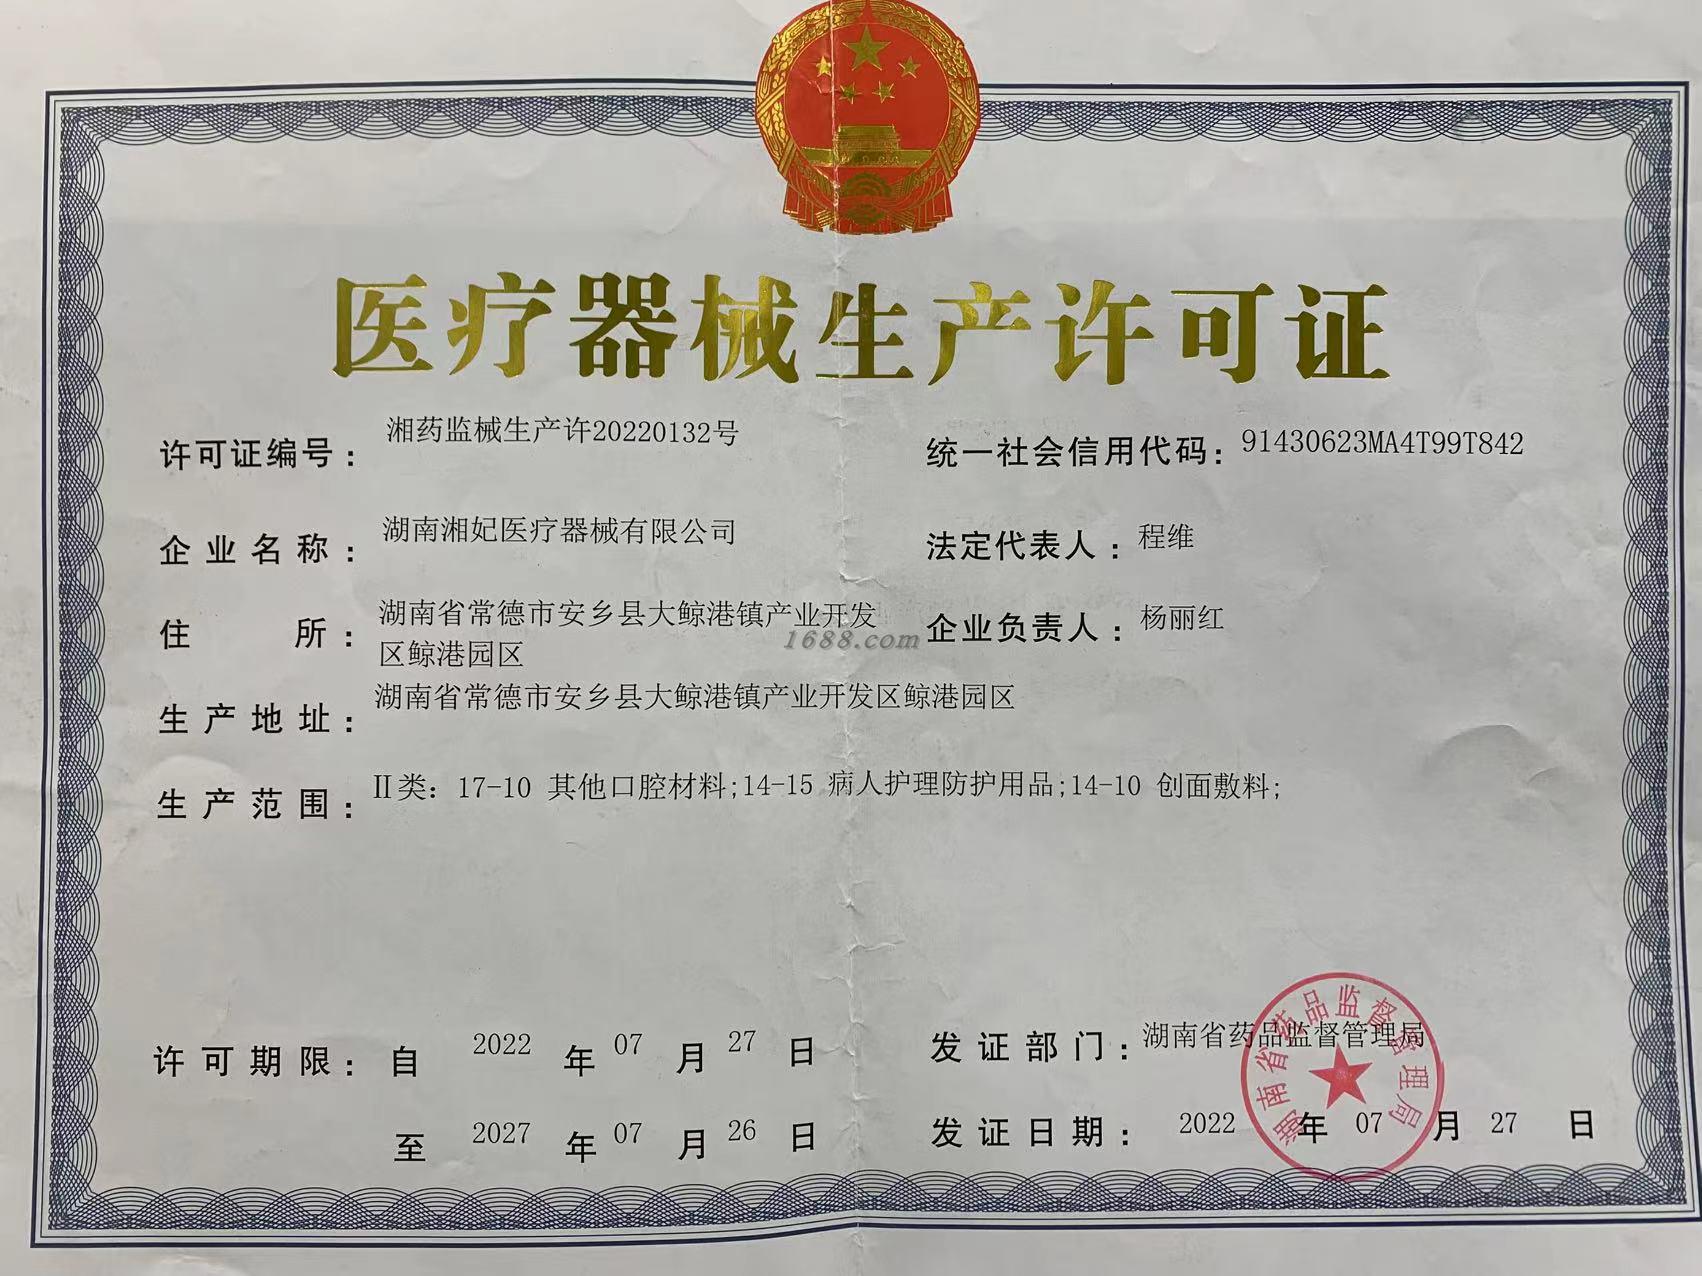 医疗器械生产许可证
许可证编号：湘药监械生产许20220132号
统一社会信用代码：91430623MA4T99T842
企业名称：湖南湘妃医疗器械有限公司
法定代表人：程维
住所：湖南省常德市安乡县大鲸港镇产业开发
区鲸港园区
1688.com
企业负责人：杨丽红
生产地址：湖南省常德市安乡县大鲸港镇产业开发区鲸港园区
生产范围：Ⅱ类：17-10 其他口腔材料;14-15 病人护理防护用品;14-10 创面敷料;
许可期限：自 2022 年 07 月 27 日
至 2027 年 07 月 26 日
发证部门：湖南省药品监督管理局
发证日期：2022 年 07 月 27 日
湖南省药品监督管理局